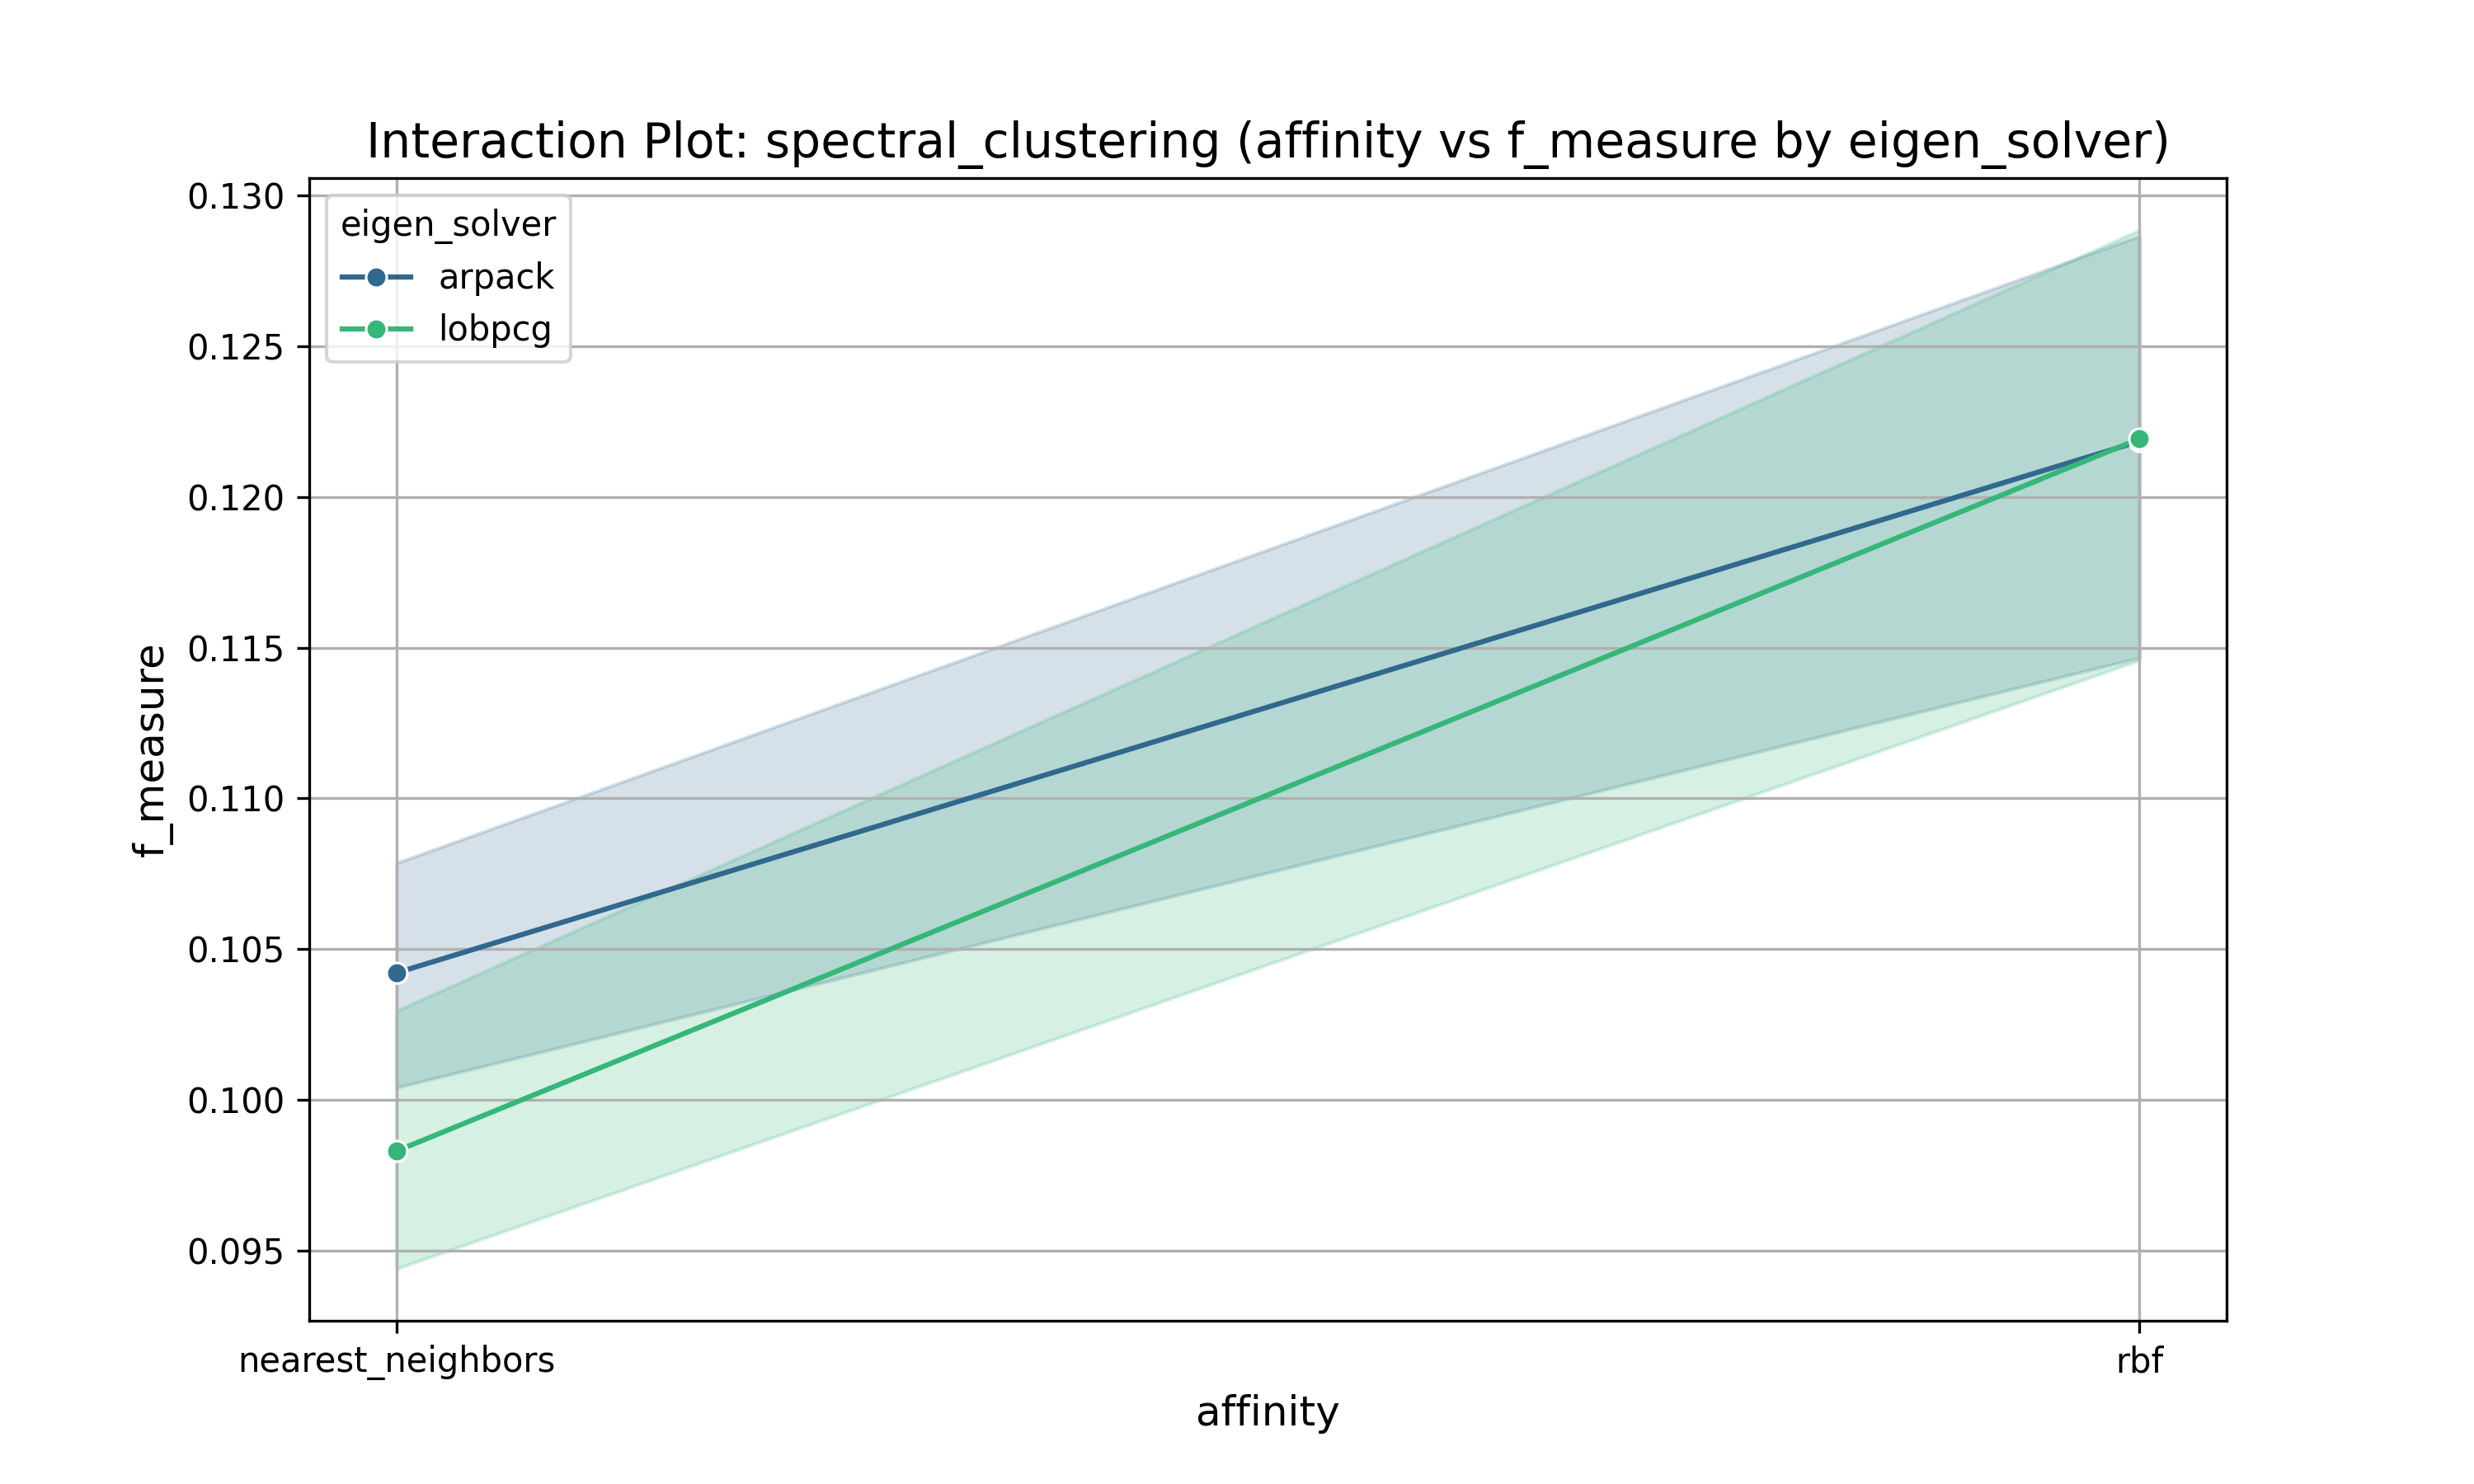 Interaction Plot: spectral_clustering (affinity vs f_measure by eigen_solver)
eigen_solver
arpack
lobpcg
f_measure
0.130
0.125
0.120
0.115
0.110
0.105
0.100
0.095
nearest_neighbors
rbf
affinity